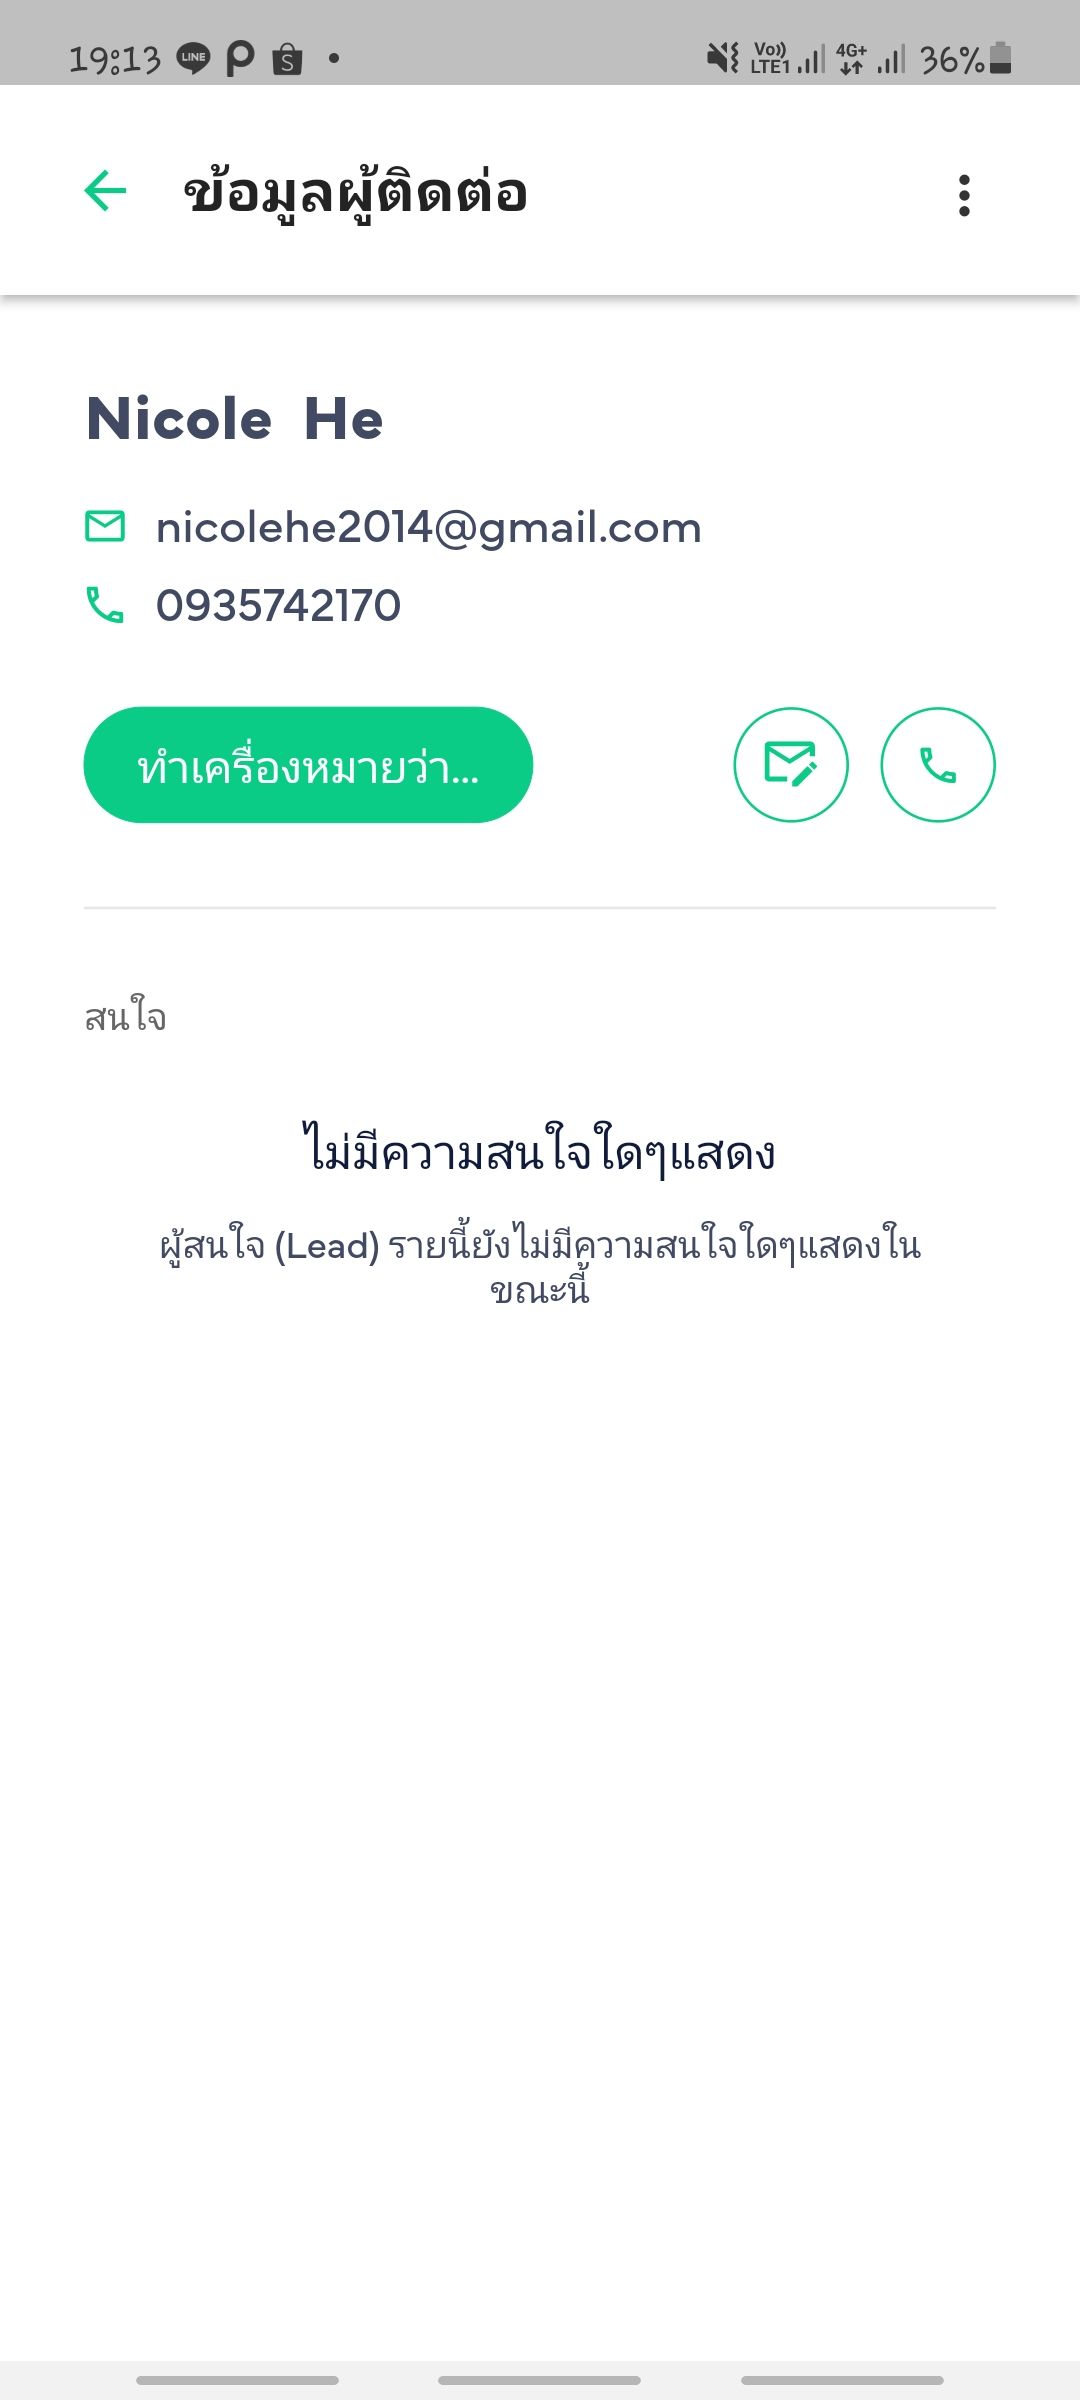 19:13 LINE S Vo)) LTE1 4G+ 36%
ข้อมูลผู้ติดต่อ
Nicole He
nicolehe2014@gmail.com
0935742170
ทำเครื่องหมายว่า...
สนใจ
ไม่มีความสนใจใดๆแสดง
ผู้สนใจ (Lead) รายนี้ยังไม่มีความสนใจใดๆแสดงใน
ขณะนี้